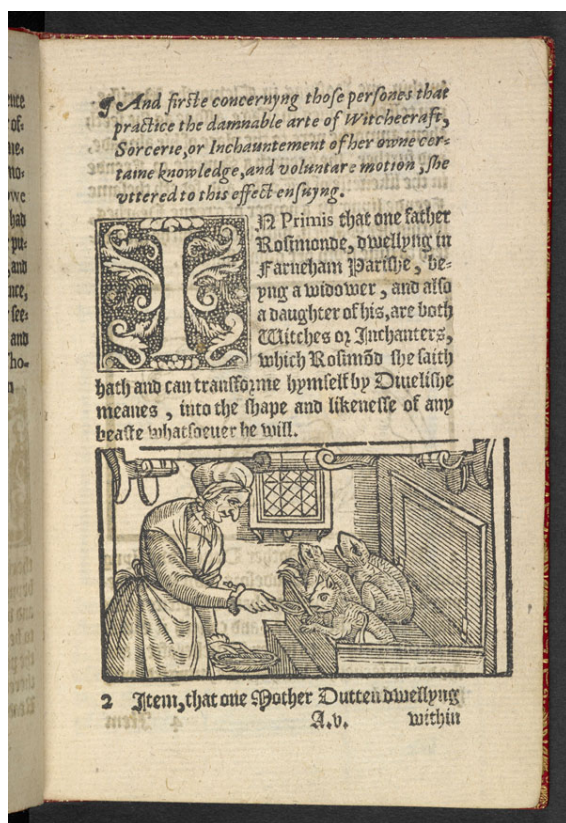 ¶ And firste concernyng those persones that
practice the damnable arte of Witchecraft,
Sorcerie, or Inchauntement of her owne cer-
taine knowledge, and voluntare motion, she
vttered to this effect ensuyng.
IN Primis that one father
Rosimonde, dwellyng in
Farneham Parishe, be-
yng a widower, and also
a daughter of his, are both
Witches or Inchanters,
which Rosimõd she saith
hath and can transforme hymself by Diuelishe
meanes, into the shape and likenesse of any
beaste whatsoeuer he will.
2 Item, that one Mother Dutten dwellyng
A.v. within